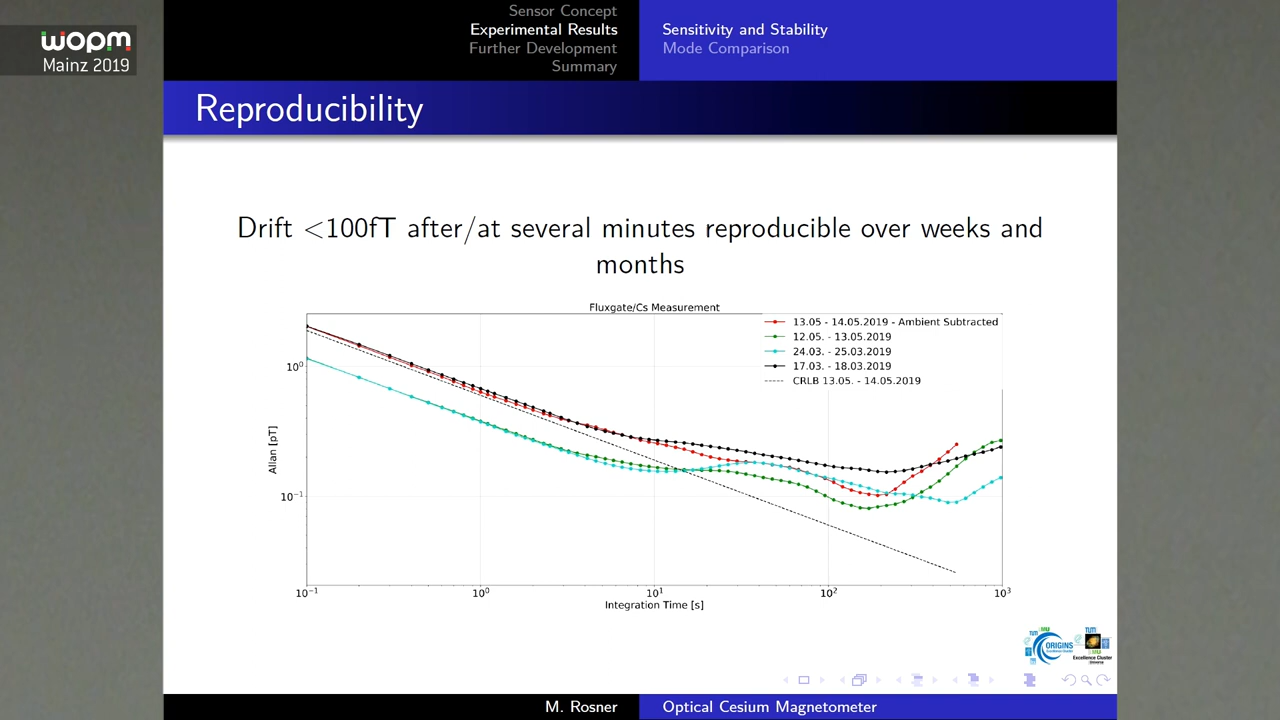 wopm
Mainz 2019
Sensor Concept
Experimental Results
Further Development
Summary
Sensitivity and Stability
Mode Comparison
Reproducibility
Drift <100fT after/at several minutes reproducible over weeks and
months
Fluxgate/Cs Measurement
13.05 - 14.05.2019 - Ambient Subtracted
12.05. - 13.05.2019
24.03. - 25.03.2019
17.03. - 18.03.2019
CRLB 13.05. - 14.05.2019
Allan [pT]
10⁰
10⁻¹
10⁻¹ 10⁰ 10¹ 10² 10³
Integration Time [s]
ORIGINS
Excellence Cluster
M. Rosner
Optical Cesium Magnetometer